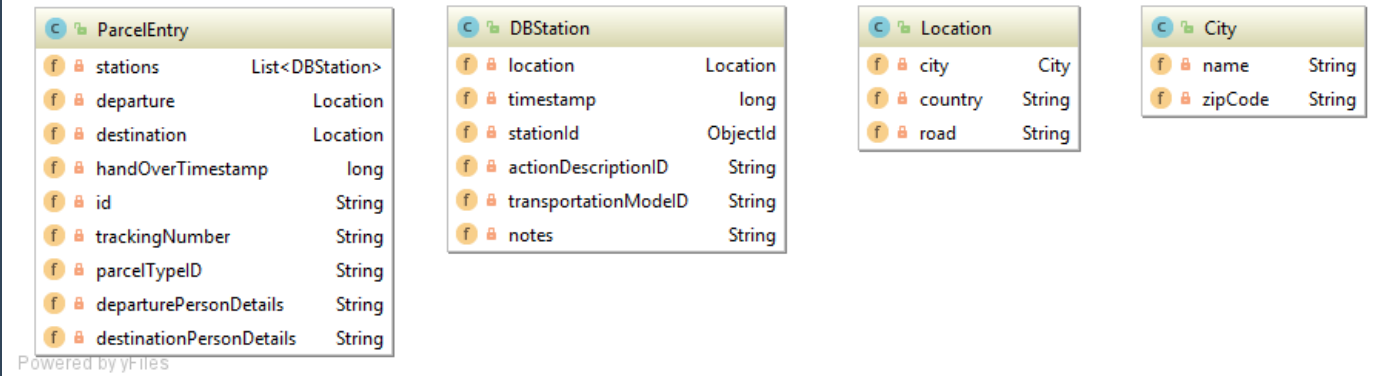 ParcelEntry
stations List<DBStation>
departure Location
destination Location
handOverTimestamp long
id String
trackingNumber String
parcelTypeID String
departurePersonDetails String
destinationPersonDetails String
DBStation
location Location
timestamp long
stationId ObjectId
actionDescriptionID String
transportationModeID String
notes String
Location
city City
country String
road String
City
name String
zipCode String
Powered by yFiles